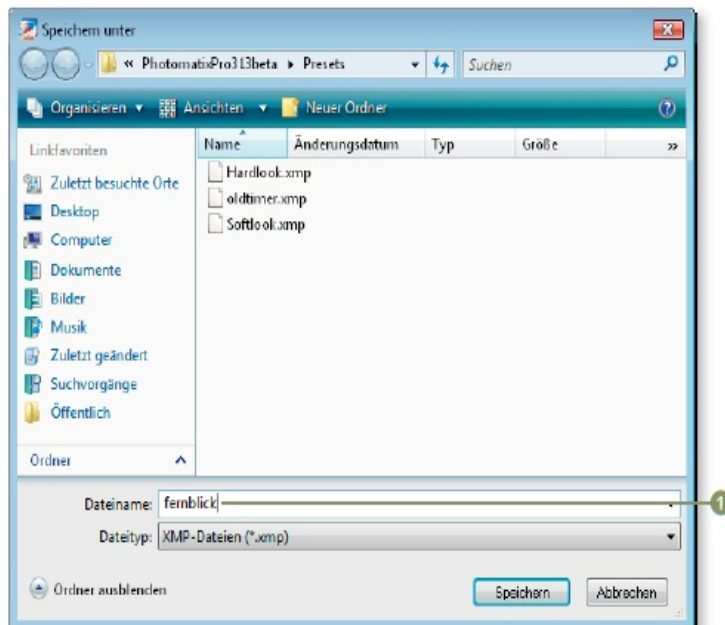 Speichern unter
« PhotomatixPro313beta ▸ Presets
Suchen
Organisieren
Ansichten
Neuer Ordner
?
Linkfavoriten
Zuletzt besuchte Orte
Desktop
Computer
Dokumente
Bilder
Musik
Zuletzt geändert
Suchvorgänge
Öffentlich
Ordner
Name Änderungsdatum Typ Größe »
Hardlook.xmp
oldtimer.xmp
Softlook.xmp
Dateiname: fernblick
1
Dateityp: XMP-Dateien (*.xmp)
Ordner ausblenden
Speichern
Abbrechen